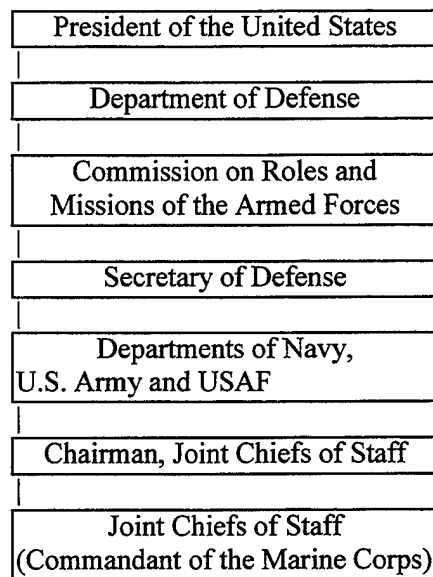 President of the United States
Department of Defense
Commission on Roles and
Missions of the Armed Forces
Secretary of Defense
Departments of Navy,
U.S. Army and USAF
Chairman, Joint Chiefs of Staff
Joint Chiefs of Staff
(Commandant of the Marine Corps)